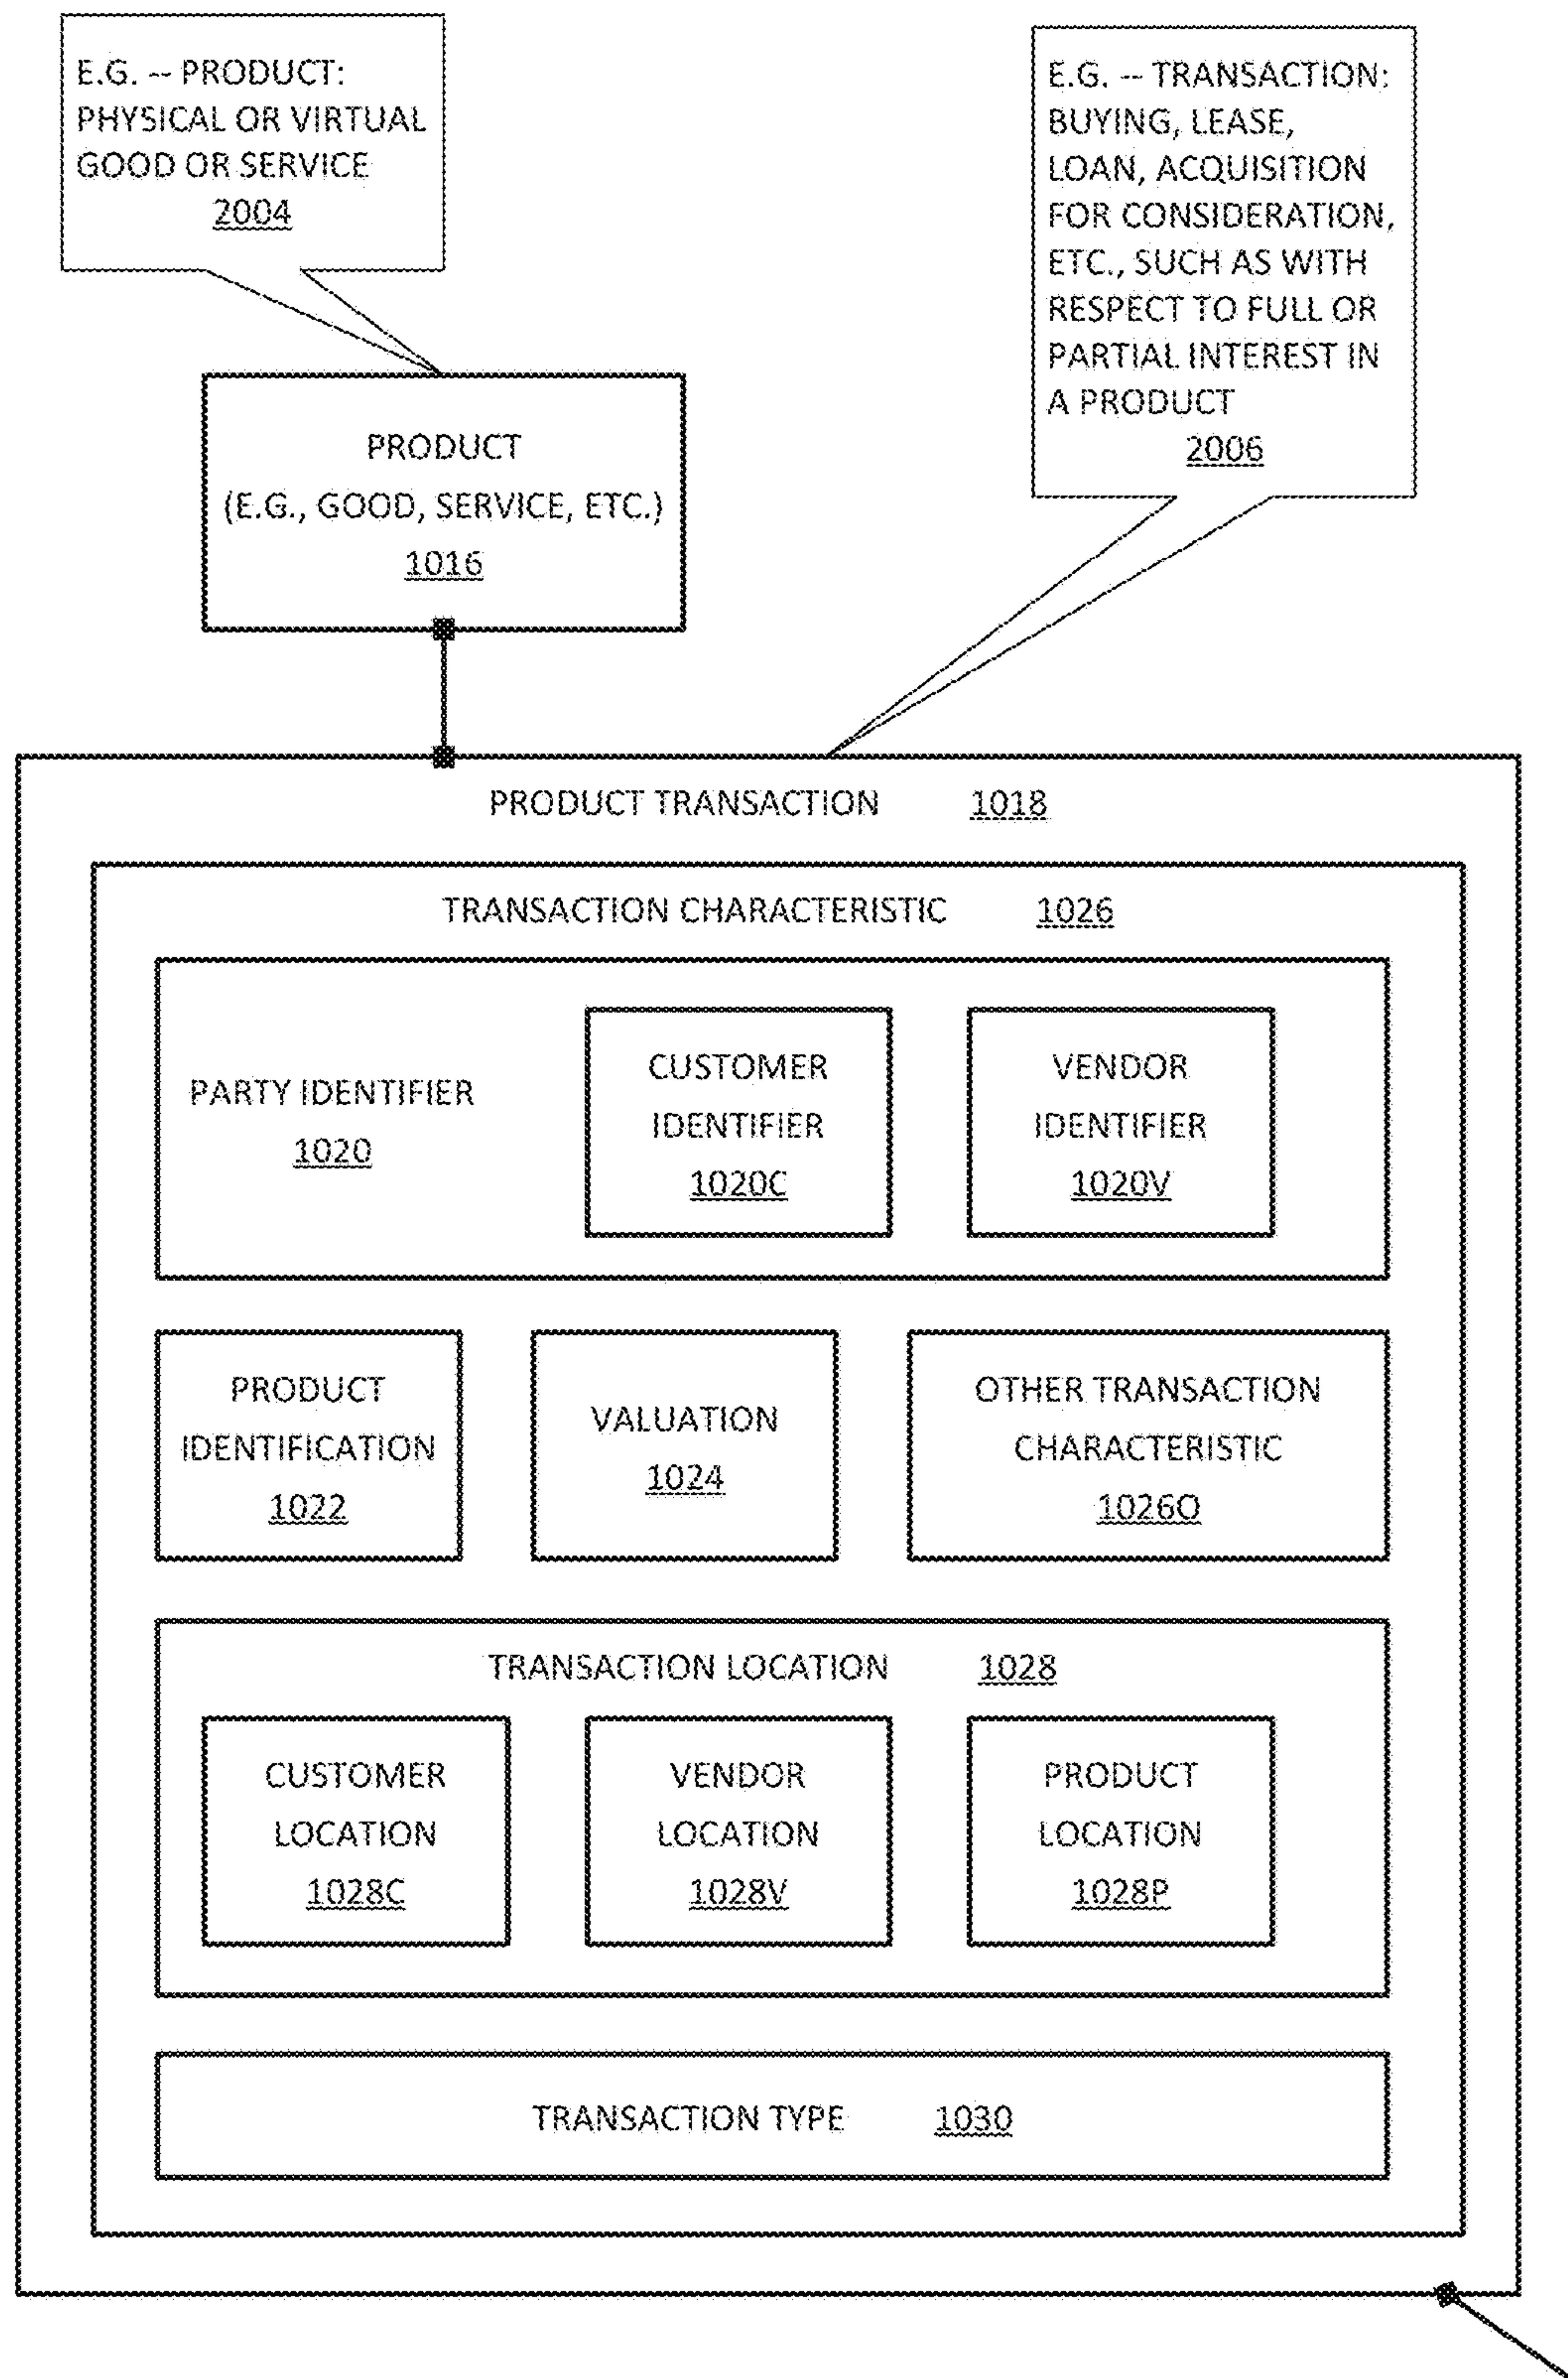 E.G. -- PRODUCT:
PHYSICAL OR VIRTUAL
GOOD OR SERVICE
2004
E.G. -- TRANSACTION:
BUYING, LEASE,
LOAN, ACQUISITION
FOR CONSIDERATION,
ETC., SUCH AS WITH
RESPECT TO FULL OR
PARTIAL INTEREST IN
A PRODUCT
2006
PRODUCT
(E.G., GOOD, SERVICE, ETC.)
1016
PRODUCT TRANSACTION 1018
TRANSACTION CHARACTERISTIC 1026
PARTY IDENTIFIER
1020
CUSTOMER
IDENTIFIER
1020C
VENDOR
IDENTIFIER
1020V
PRODUCT
IDENTIFICATION
1022
VALUATION
1024
OTHER TRANSACTION
CHARACTERISTIC
1026O
TRANSACTION LOCATION 1028
CUSTOMER
LOCATION
1028C
VENDOR
LOCATION
1028V
PRODUCT
LOCATION
1028P
TRANSACTION TYPE 1030